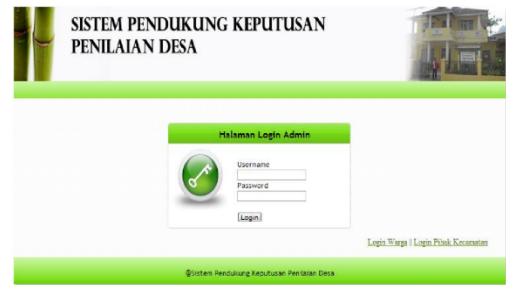 SISTEM PENDUKUNG KEPUTUSAN
PENILAIAN DESA
Halaman Login Admin
Username
Password
Login
Login Warga || Login Pihak Kecamatan
@Sistem Pendukung Keputusan Penilaian Desa